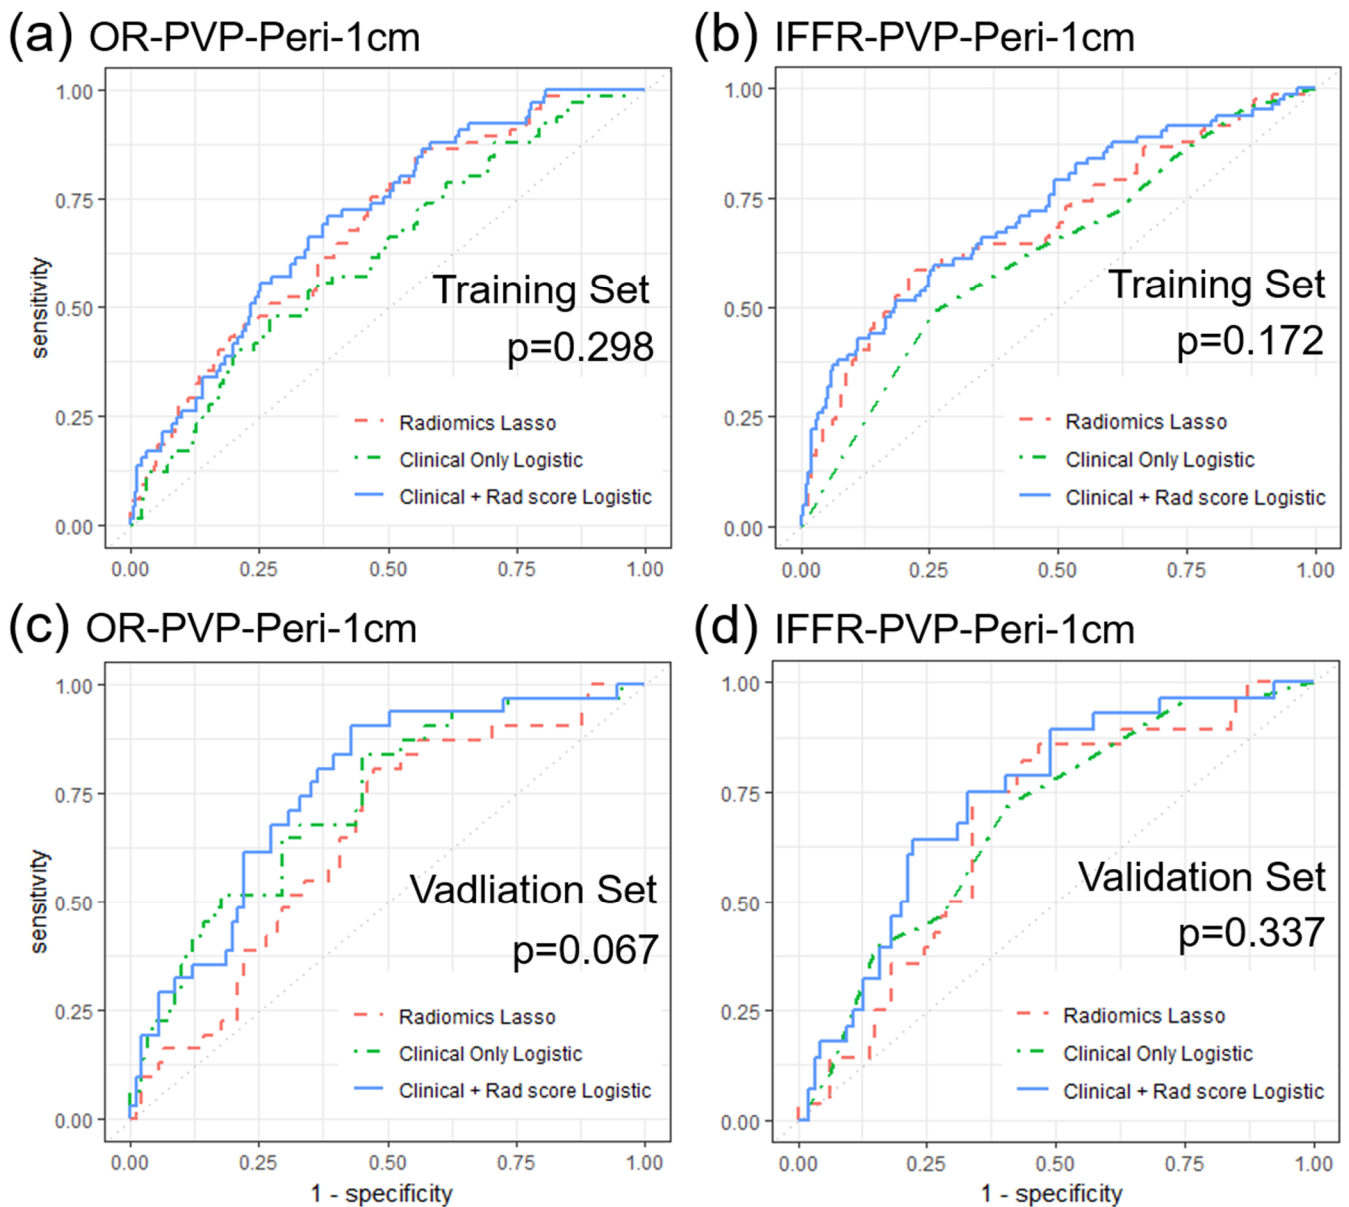 (a) OR-PVP-Peri-1cm
1.00
0.75
0.50
0.25
0.00
sensitivity
Training Set
p=0.298
Radiomics Lasso
Clinical Only Logistic
Clinical + Rad score Logistic
0.00 0.25 0.50 0.75 1.00
(b) IFFR-PVP-Peri-1cm
1.00
0.75
0.50
0.25
0.00
Training Set
p=0.172
Radiomics Lasso
Clinical Only Logistic
Clinical + Rad score Logistic
0.00 0.25 0.50 0.75 1.00
(c) OR-PVP-Peri-1cm
1.00
0.75
0.50
0.25
0.00
sensitivity
Vadliation Set
p=0.067
Radiomics Lasso
Clinical Only Logistic
Clinical + Rad score Logistic
0.00 0.25 0.50 0.75 1.00
1 - specificity
(d) IFFR-PVP-Peri-1cm
1.00
0.75
0.50
0.25
0.00
Validation Set
p=0.337
Radiomics Lasso
Clinical Only Logistic
Clinical + Rad score Logistic
0.00 0.25 0.50 0.75 1.00
1 - specificity